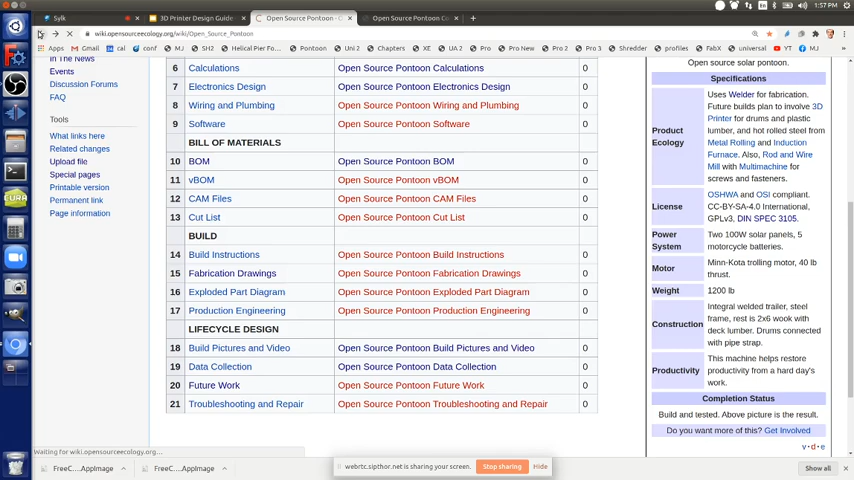 Sylk
3D Printer Design Guide
Open Source Pontoon - ×
Open Source Pontoon Co ×
+
1:57 PM
wiki.opensourceecology.org/wiki/Open_Source_Pontoon
Apps Gmail cal conf MJ SH2 Helical Pier Fo... Pontoon Uni 2 Chapters XE UA 2 Pro Pro New Pro 2 Pro 3 Shredder profiles FabX universal YT MJ
In The News
Events
Discussion Forums
FAQ
Tools
What links here
Related changes
Upload file
Special pages
Printable version
Permanent link
Page information
6 Calculations Open Source Pontoon Calculations 0
7 Electronics Design Open Source Pontoon Electronics Design 0
8 Wiring and Plumbing Open Source Pontoon Wiring and Plumbing 0
9 Software Open Source Pontoon Software 0
BILL OF MATERIALS
10 BOM Open Source Pontoon BOM 0
11 vBOM Open Source Pontoon vBOM 0
12 CAM Files Open Source Pontoon CAM Files 0
13 Cut List Open Source Pontoon Cut List 0
BUILD
14 Build Instructions Open Source Pontoon Build Instructions 0
15 Fabrication Drawings Open Source Pontoon Fabrication Drawings 0
16 Exploded Part Diagram Open Source Pontoon Exploded Part Diagram 0
17 Production Engineering Open Source Pontoon Production Engineering 0
LIFECYCLE DESIGN
18 Build Pictures and Video Open Source Pontoon Build Pictures and Video 0
19 Data Collection Open Source Pontoon Data Collection 0
20 Future Work Open Source Pontoon Future Work 0
21 Troubleshooting and Repair Open Source Pontoon Troubleshooting and Repair 0
Open source solar pontoon.
Specifications
Product Ecology
Uses Welder for fabrication.
Future builds plan to involve 3D
Printer for drums and plastic
lumber, and hot rolled steel from
Metal Rolling and Induction
Furnace. Also, Rod and Wire
Mill with Multimachine for
screws and fasteners.
License
OSHWA and OSI compliant.
CC-BY-SA-4.0 International,
GPLv3, DIN SPEC 3105.
Power System
Two 100W solar panels, 5
motorcycle batteries.
Motor
Minn-Kota trolling motor, 40 lb
thrust.
Weight
1200 lb
Construction
Integral welded trailer, steel
frame, rest is 2x6 wook with
deck lumber. Drums connected
with pipe strap.
Productivity
This machine helps restore
productivity from a hard day's
work.
Completion Status
Build and tested. Above picture is the result.
Do you want more of this? Get Involved
v·d·e
Waiting for wiki.opensourceecology.org...
FreeC....AppImage
FreeC....AppImage
webrtc.sipthor.net is sharing your screen.
Stop sharing
Hide
Show all